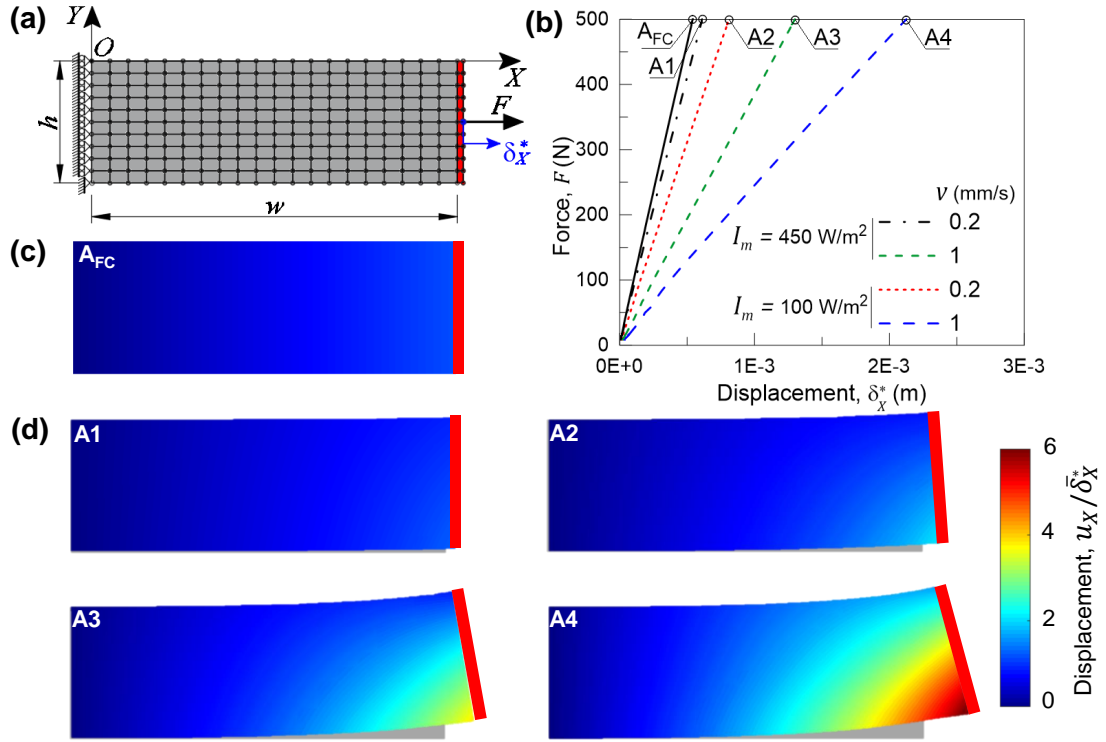 (a)
Y
O
X
h
F
δ*X
w
(b)
500
400
300
200
100
0
Force, F (N)
AFC
A1
A2
A3
A4
v (mm/s)
Im = 450 W/m²
0.2
1
Im = 100 W/m²
0.2
1
0E+0
1E-3
2E-3
3E-3
Displacement, δ*X (m)
(c)
AFC
(d)
A1
A2
A3
A4
6
4
2
0
Displacement, uX/δ̄*X